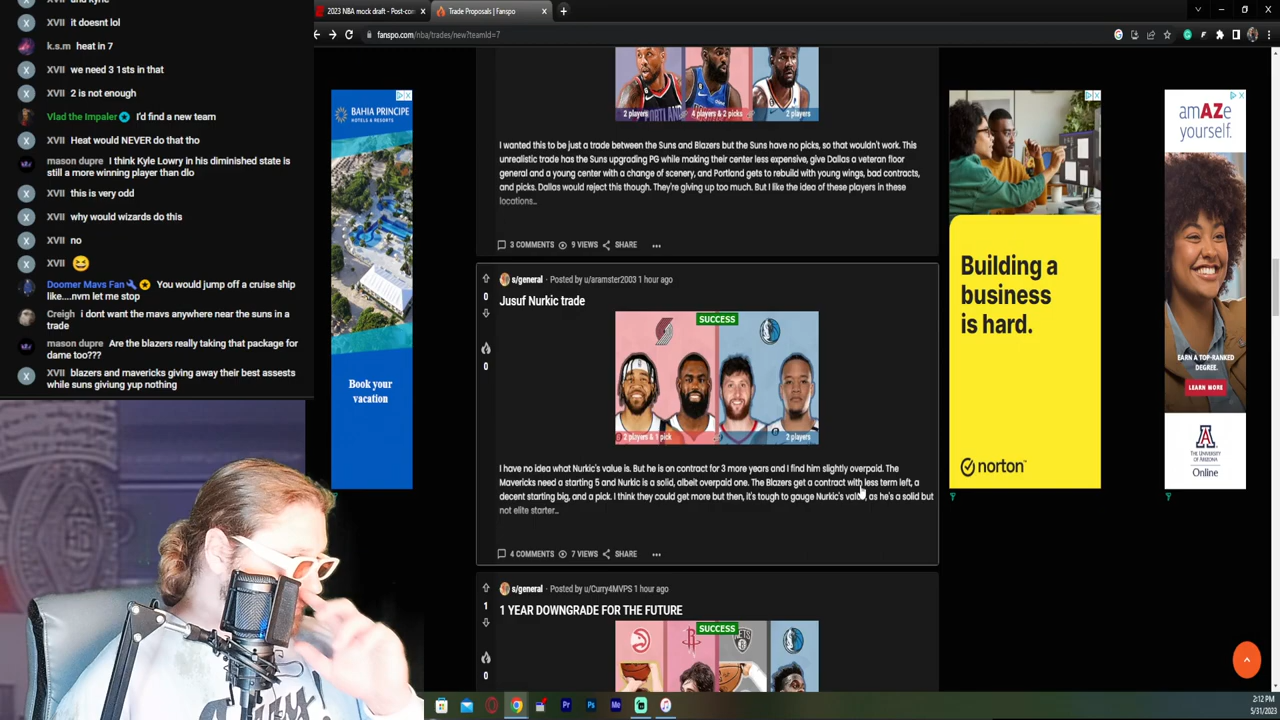 XVII it doesnt lol
k.s.m heat in 7
XVII we need 3 1sts in that
XVII 2 is not enough
Vlad the Impaler I'd find a new team
XVII Heat would NEVER do that tho
mason dupre I think Kyle Lowry in his diminished state is
still a more winning player than dlo
XVII this is very odd
XVII why would wizards do this
XVII no
XVII
Doomer Mavs Fan You would jump off a cruise ship
like....nvm let me stop
Creigh i dont want the mavs anywhere near the suns in a
trade
mason dupre Are the blazers really taking that package for
dame too???
XVII blazers and mavericks giving away their best assests
while suns giviung yup nothing
2023 NBA mock draft - Post-con
Trade Proposals | Fanspo
fanspo.com/nba/trades/new?teamId=7
BAHIA PRINCIPE
HOTELS & RESORTS
Book your
vacation
PORTLAND
2 players
4 players & 2 picks
2 players
I wanted this to be just a trade between the Suns and Blazers but the Suns have no picks, so that wouldn't work. This
unrealistic trade has the Suns upgrading PG while making their center less expensive, give Dallas a veteran floor
general and a young center with a change of scenery, and Portland gets to rebuild with young wings, bad contracts,
and picks. Dallas would reject this though. They're giving up too much. But I like the idea of these players in these
locations...
3 COMMENTS 9 VIEWS SHARE
s/general · Posted by u/aramster2003 1 hour ago
0
0
Jusuf Nurkic trade
SUCCESS
2 players & 1 pick
2 players
I have no idea what Nurkic's value is. But he is on contract for 3 more years and I find him slightly overpaid. The
Mavericks need a starting 5 and Nurkic is a solid, albeit overpaid one. The Blazers get a contract with less term left, a
decent starting big, and a pick. I think they could get more but then, it's tough to gauge Nurkic's value, as he's a solid but
not elite starter...
4 COMMENTS 7 VIEWS SHARE
s/general · Posted by u/Curry4MVPS 1 hour ago
1
0
1 YEAR DOWNGRADE FOR THE FUTURE
SUCCESS
NETS
Building a
business
is hard.
norton
amAZe
yourself.
EARN A TOP-RANKED
DEGREE.
LEARN MORE
THE UNIVERSITY
OF ARIZONA
Online
2:12 PM
5/31/2023